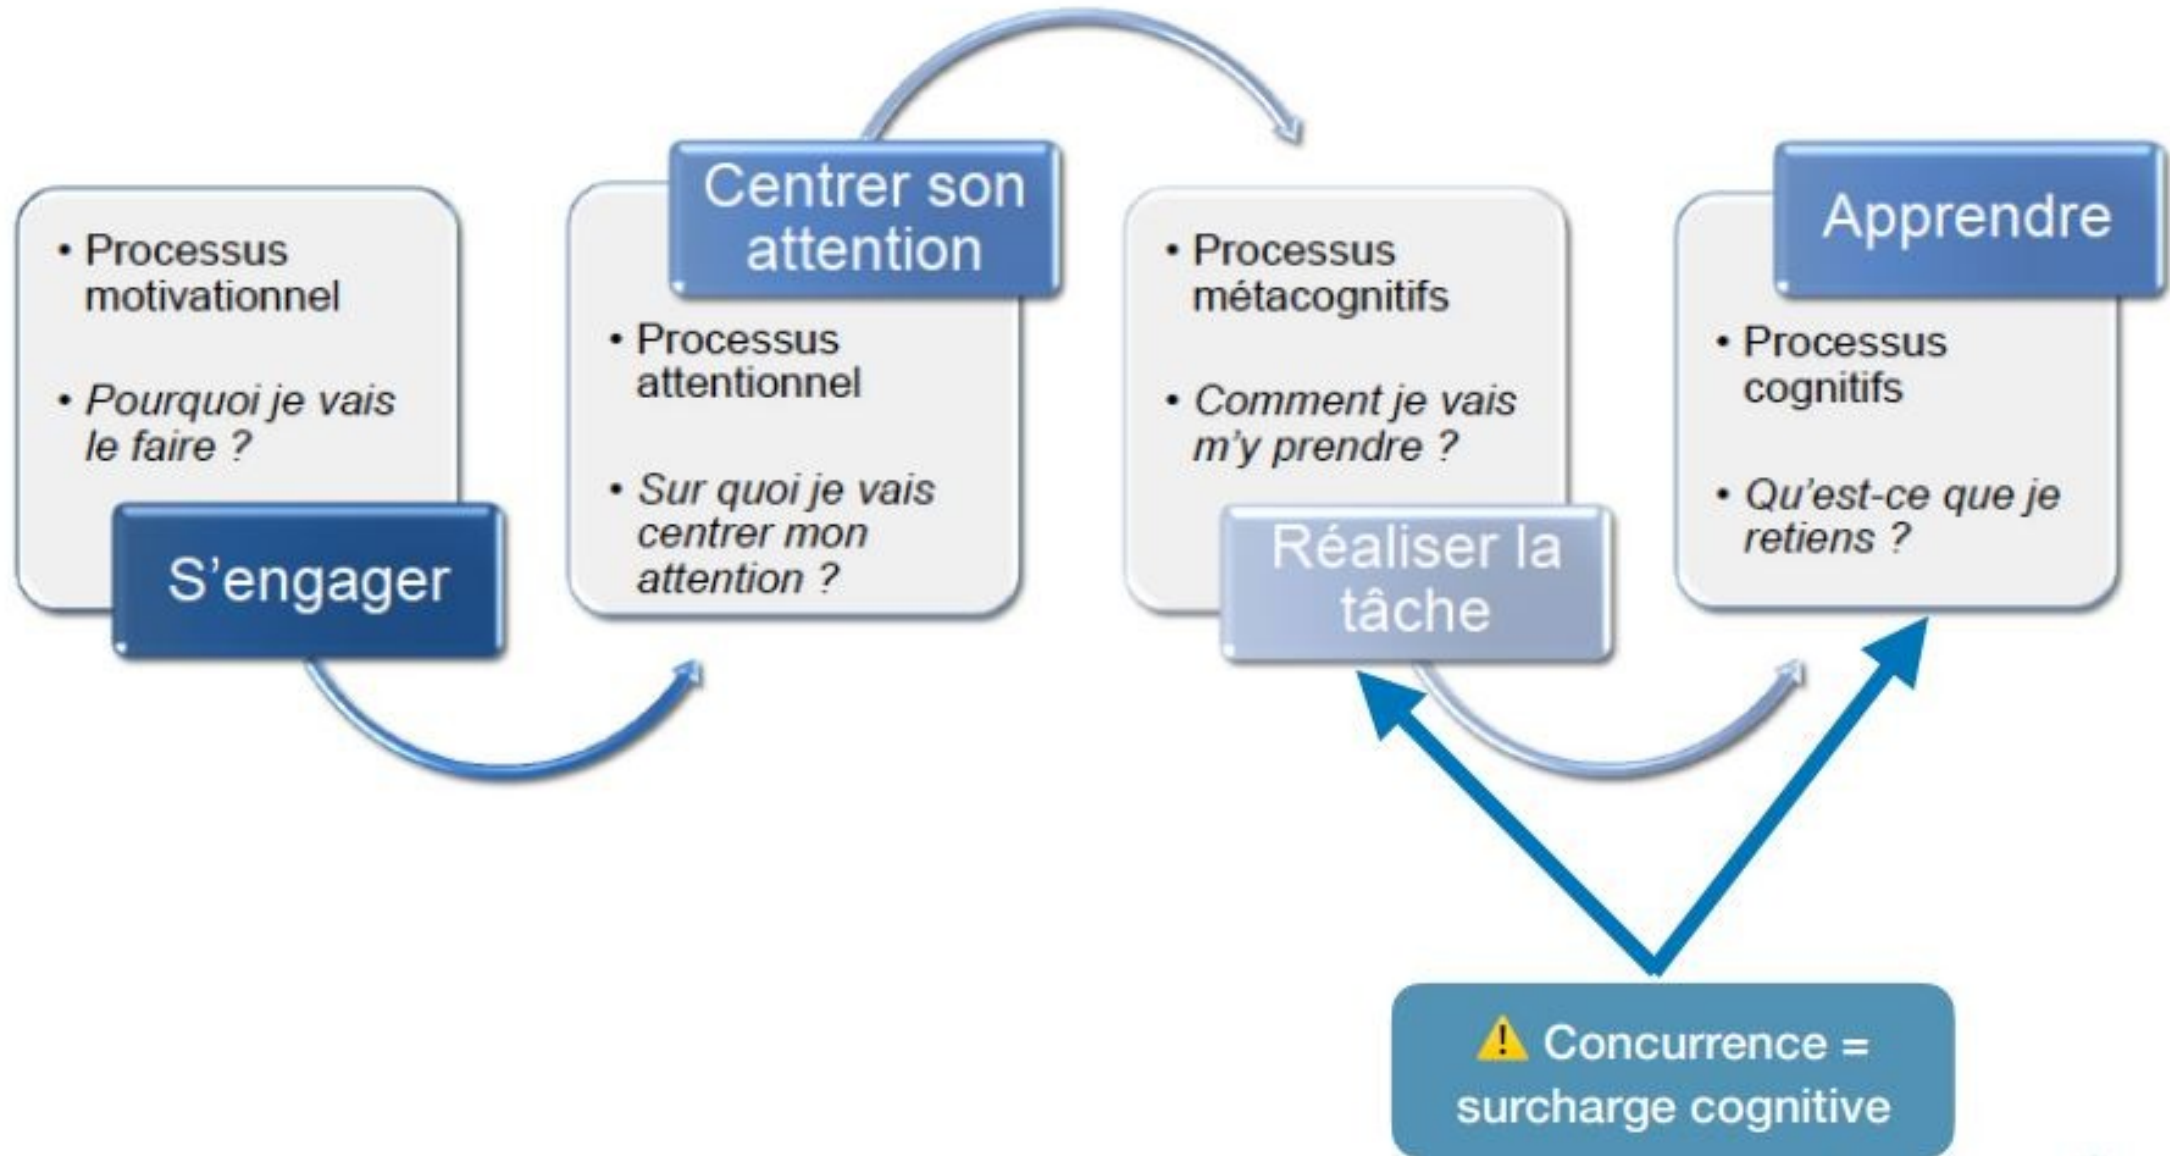 • Processus
motivationnel
• Pourquoi je vais
le faire ?
S'engager
Centrer son
attention
• Processus
attentionnel
• Sur quoi je vais
centrer mon
attention ?
• Processus
métacognitifs
• Comment je vais
m'y prendre ?
Réaliser la
tâche
Apprendre
• Processus
cognitifs
• Qu'est-ce que je
retiens ?
⚠ Concurrence =
surcharge cognitive